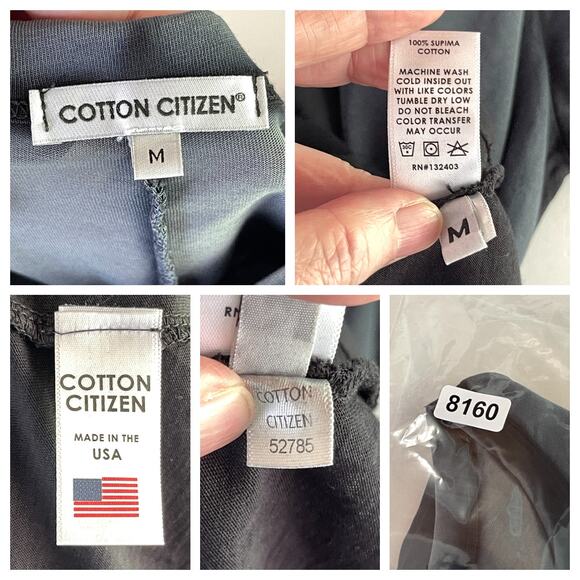 COTTON CITIZEN®
M
100% SUPIMA
COTTON
MACHINE WASH
COLD INSIDE OUT
WITH LIKE COLORS
TUMBLE DRY LOW
DO NOT BLEACH
COLOR TRANSFER
MAY OCCUR
RN#132403
M
COTTON
CITIZEN
MADE IN THE
USA
RN
COTTON
CITIZEN
52785
8160